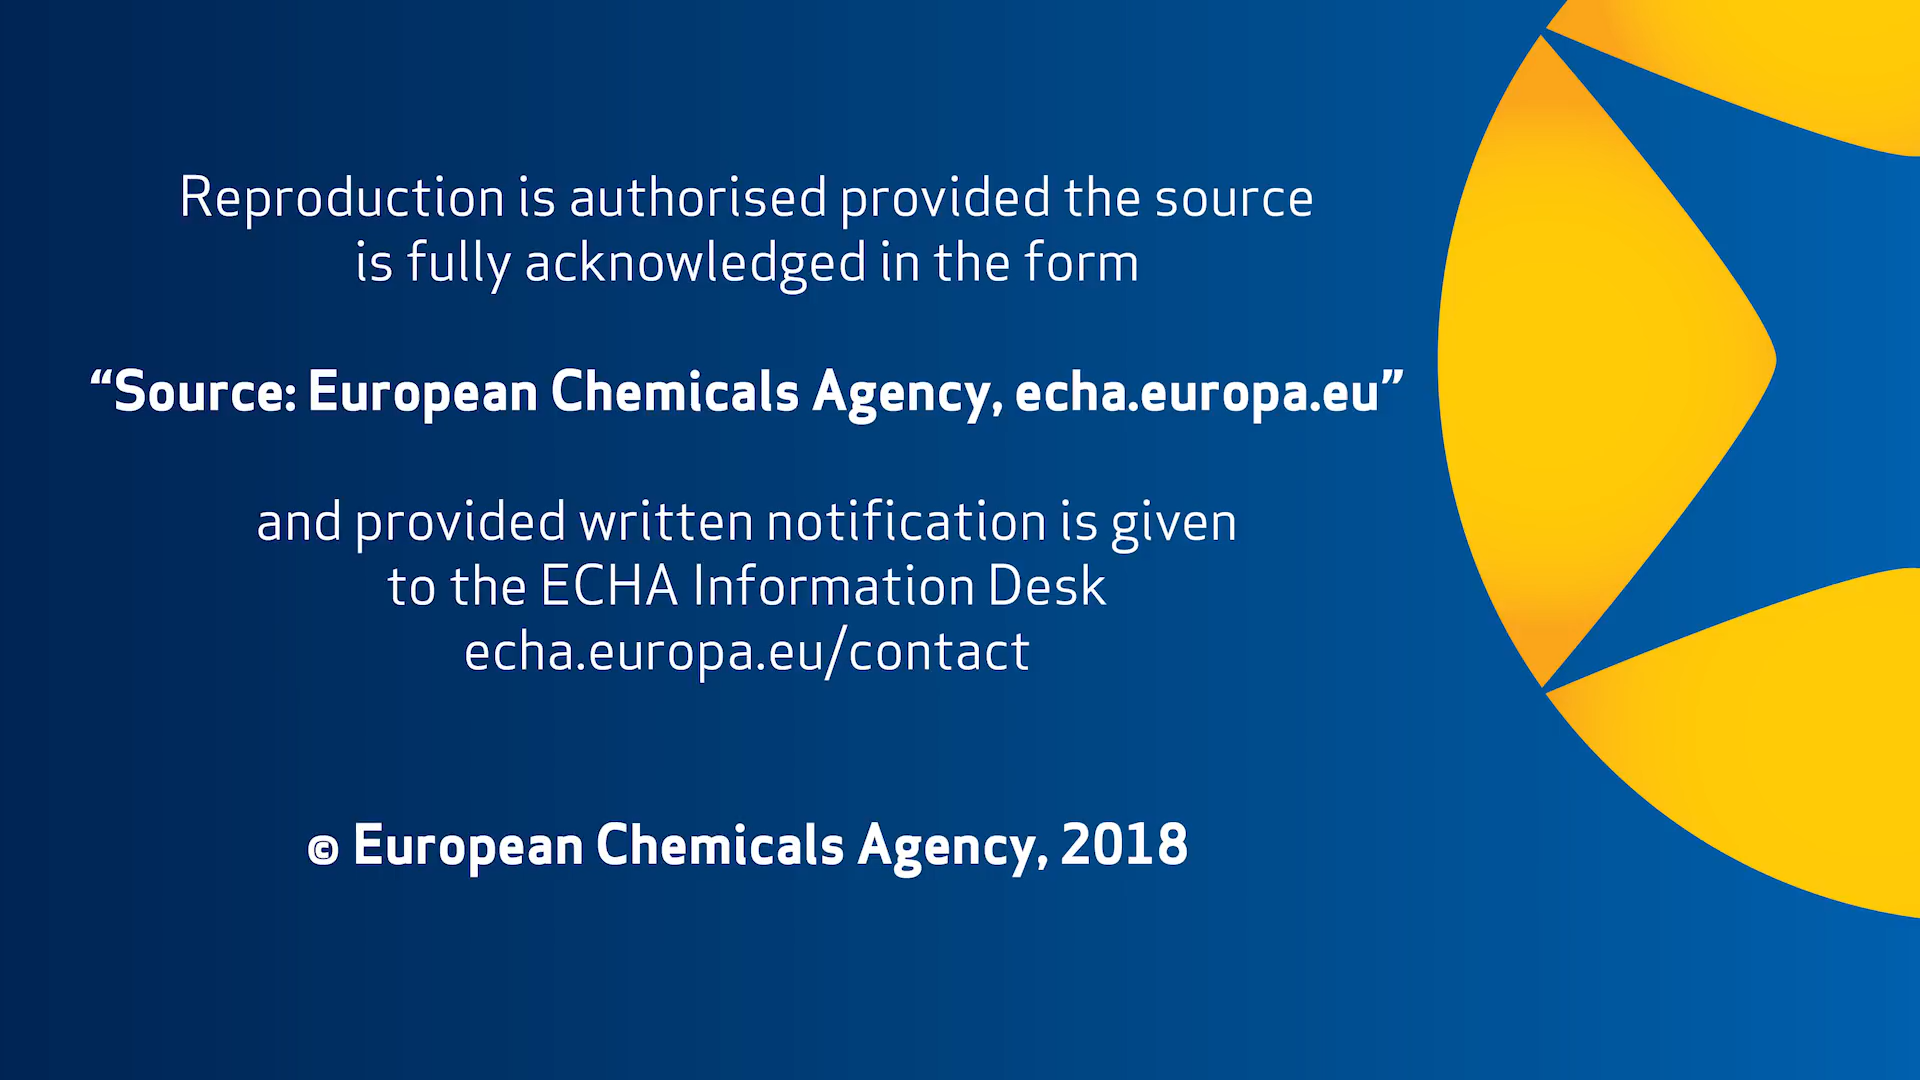 Reproduction is authorised provided the source
is fully acknowledged in the form
“Source: European Chemicals Agency, echa.europa.eu”
and provided written notification is given
to the ECHA Information Desk
echa.europa.eu/contact
© European Chemicals Agency, 2018